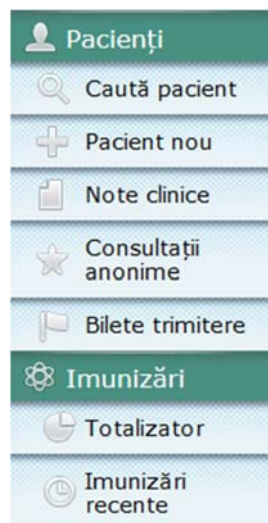 Pacienți
Caută pacient
Pacient nou
Note clinice
Consultații
anonime
Bilete trimitere
Imunizări
Totalizator
Imunizări
recente